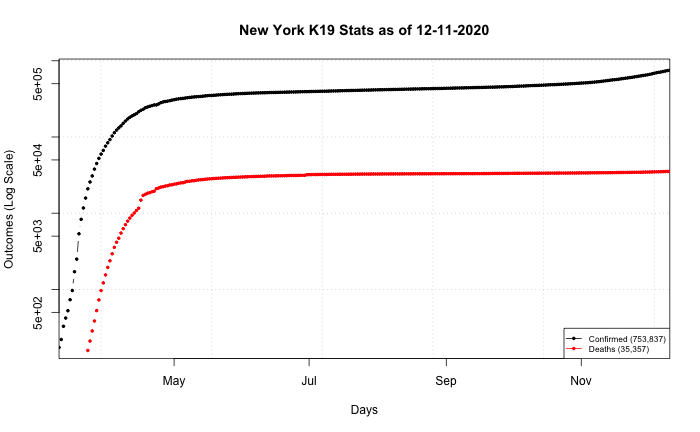 New York K19 Stats as of 12-11-2020
Outcomes (Log Scale)
5e+05
5e+04
5e+03
5e+02
Confirmed (753,837)
Deaths (35,357)
May
Jul
Sep
Nov
Days